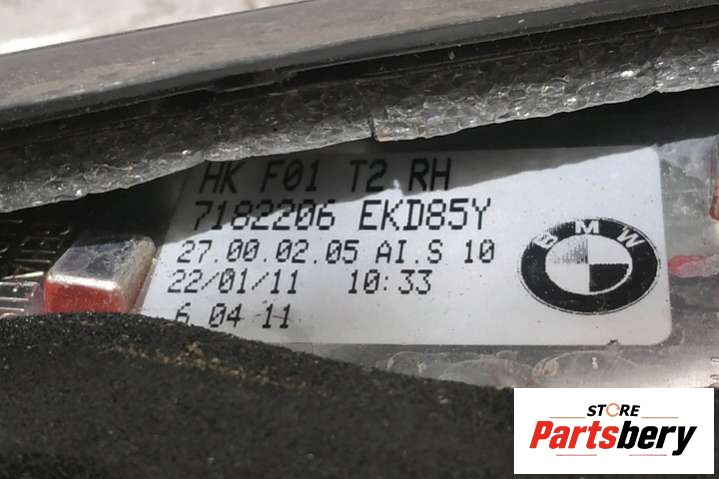 HK F01 T2 RH
7182206 EKD85Y
27.00.02.05 AI.S 10
22/01/11 10:33
6 04 11
BMW
STORE
Partsbery